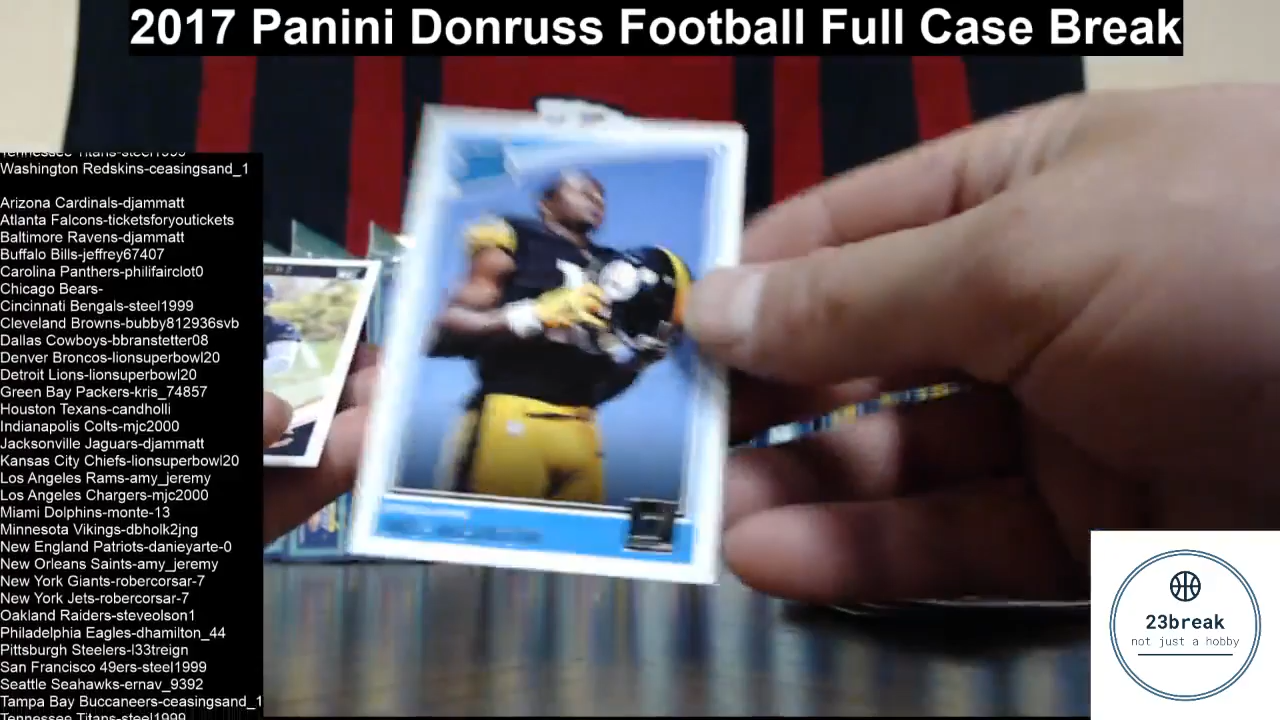 2017 Panini Donruss Football Full Case Break
Tennessee Titans-steel1999
Washington Redskins-ceasingsand_1
Arizona Cardinals-djammatt
Atlanta Falcons-ticketsforyoutickets
Baltimore Ravens-djammatt
Buffalo Bills-jeffrey67407
Carolina Panthers-philifairclot0
Chicago Bears-
Cincinnati Bengals-steel1999
Cleveland Browns-bubby812936svb
Dallas Cowboys-bbranstetter08
Denver Broncos-lionsuperbowl20
Detroit Lions-lionsuperbowl20
Green Bay Packers-kris_74857
Houston Texans-candholli
Indianapolis Colts-mjc2000
Jacksonville Jaguars-djammatt
Kansas City Chiefs-lionsuperbowl20
Los Angeles Rams-amy_jeremy
Los Angeles Chargers-mjc2000
Miami Dolphins-monte-13
Minnesota Vikings-dbholk2jng
New England Patriots-danieyarte-0
New Orleans Saints-amy_jeremy
New York Giants-robercorsar-7
New York Jets-robercorsar-7
Oakland Raiders-steveolson1
Philadelphia Eagles-dhamilton_44
Pittsburgh Steelers-l33treign
San Francisco 49ers-steel1999
Seattle Seahawks-ernav_9392
Tampa Bay Buccaneers-ceasingsand_1
Tennessee Titans-steel1999
23break
not just a hobby